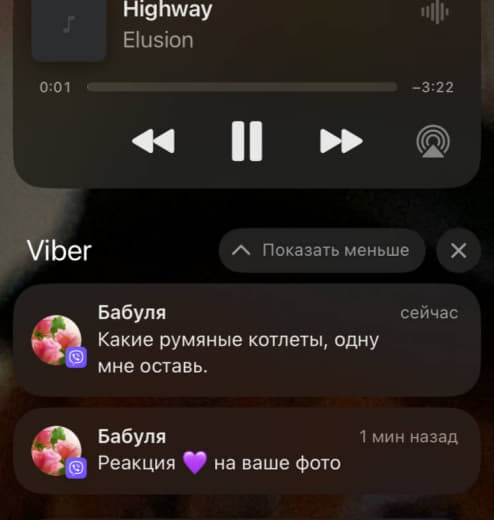 Highway
Elusion
0:01
−3:22
Viber
Показать меньше
Бабуля
сейчас
Какие румяные котлеты, одну
мне оставь.
Бабуля
1 мин назад
Реакция 💜 на ваше фото